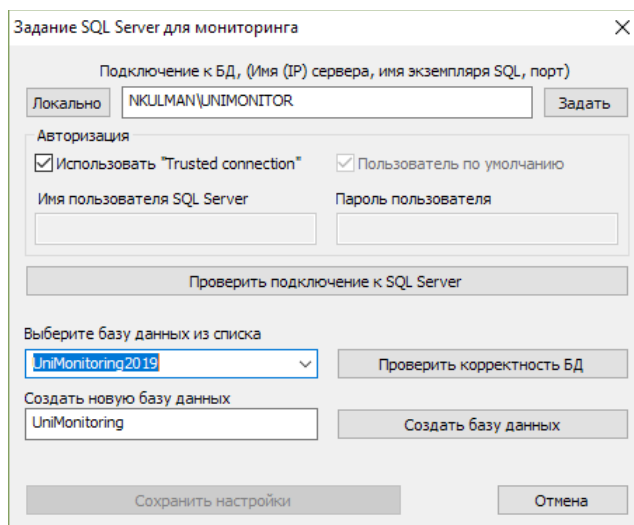 Задание SQL Server для мониторинга
Подключение к БД, (Имя (IP) сервера, имя экземпляря SQL, порт)
Локально NKULMAN\UNIMONITOR Задать
Авторизация
Использовать "Trusted connection" Пользователь по умолчанию
Имя пользователя SQL Server Пароль пользователя
Проверить подключение к SQL Server
Выберите базу данных из списка
UniMonitoring2019 Проверить корректность БД
Создать новую базу данных
UniMonitoring Создать базу данных
Сохранить настройки Отмена